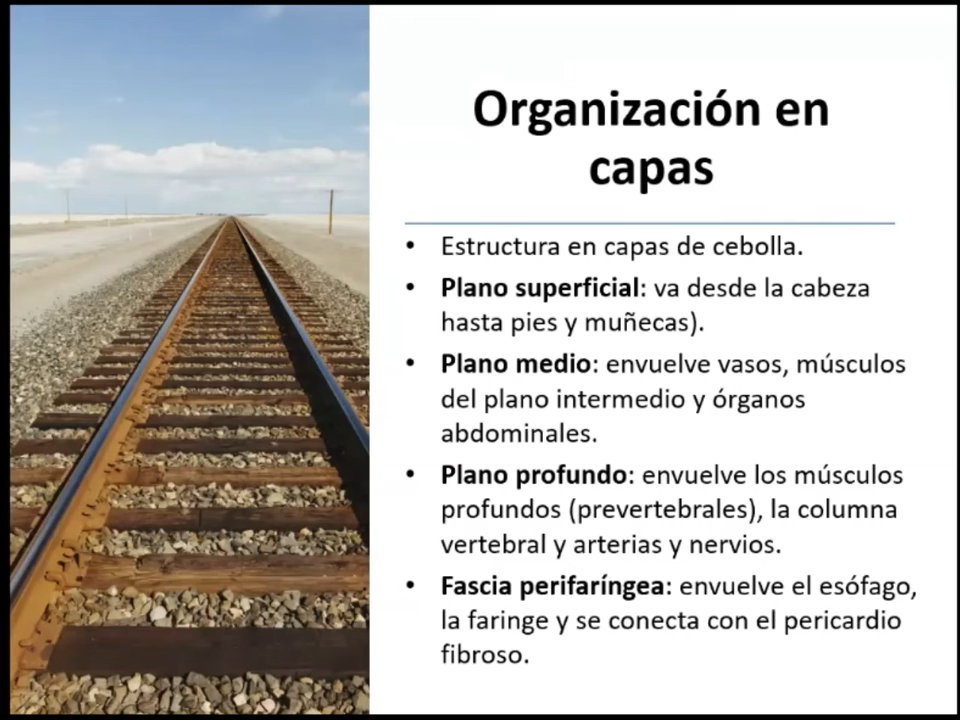 Organización en
capas
• Estructura en capas de cebolla.
• Plano superficial: va desde la cabeza
hasta pies y muñecas).
• Plano medio: envuelve vasos, músculos
del plano intermedio y órganos
abdominales.
• Plano profundo: envuelve los músculos
profundos (prevertebrales), la columna
vertebral y arterias y nervios.
• Fascia perifaríngea: envuelve el esófago,
la faringe y se conecta con el pericardio
fibroso.